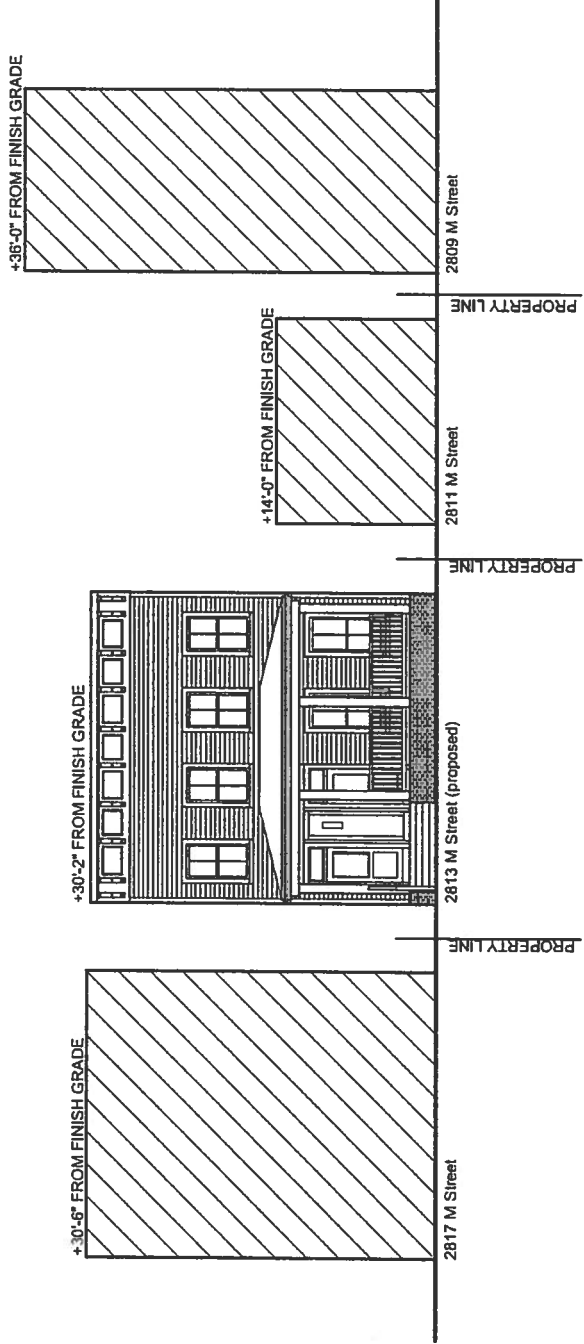 +30'-6" FROM FINISH GRADE
+30'-2" FROM FINISH GRADE
+14'-0" FROM FINISH GRADE
+36'-0" FROM FINISH GRADE
2817 M Street
PROPERTY LINE
2813 M Street (proposed)
PROPERTY LINE
2811 M Street
PROPERTY LINE
2809 M Street